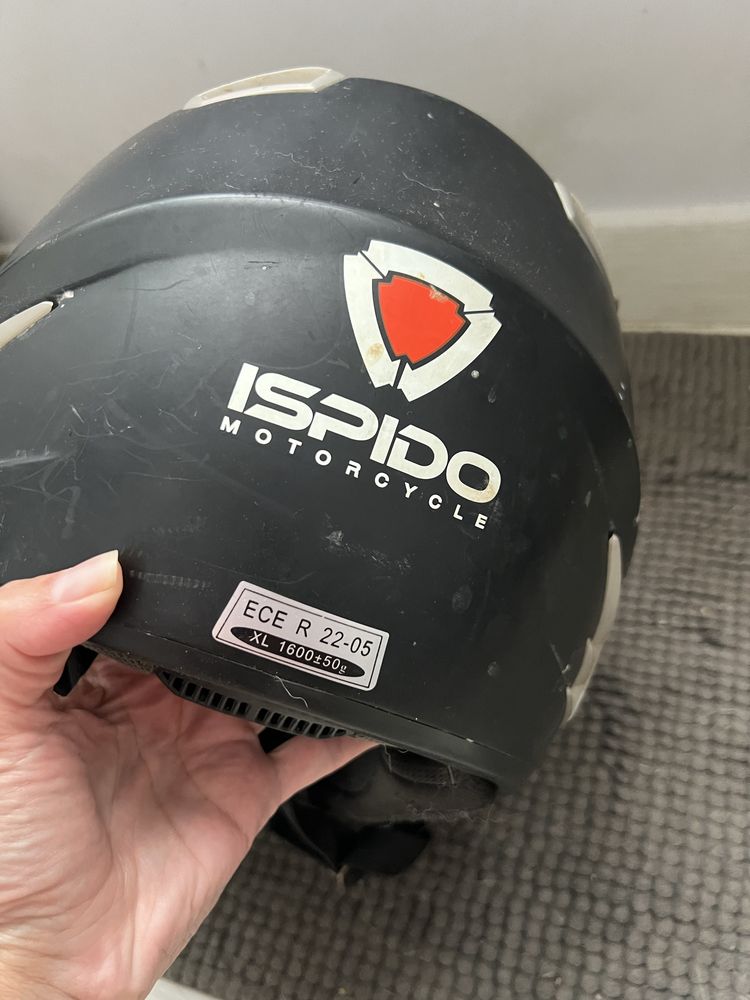 ISPIDO
MOTORCYCLE
ECE R 22-05
XL 1600±50g